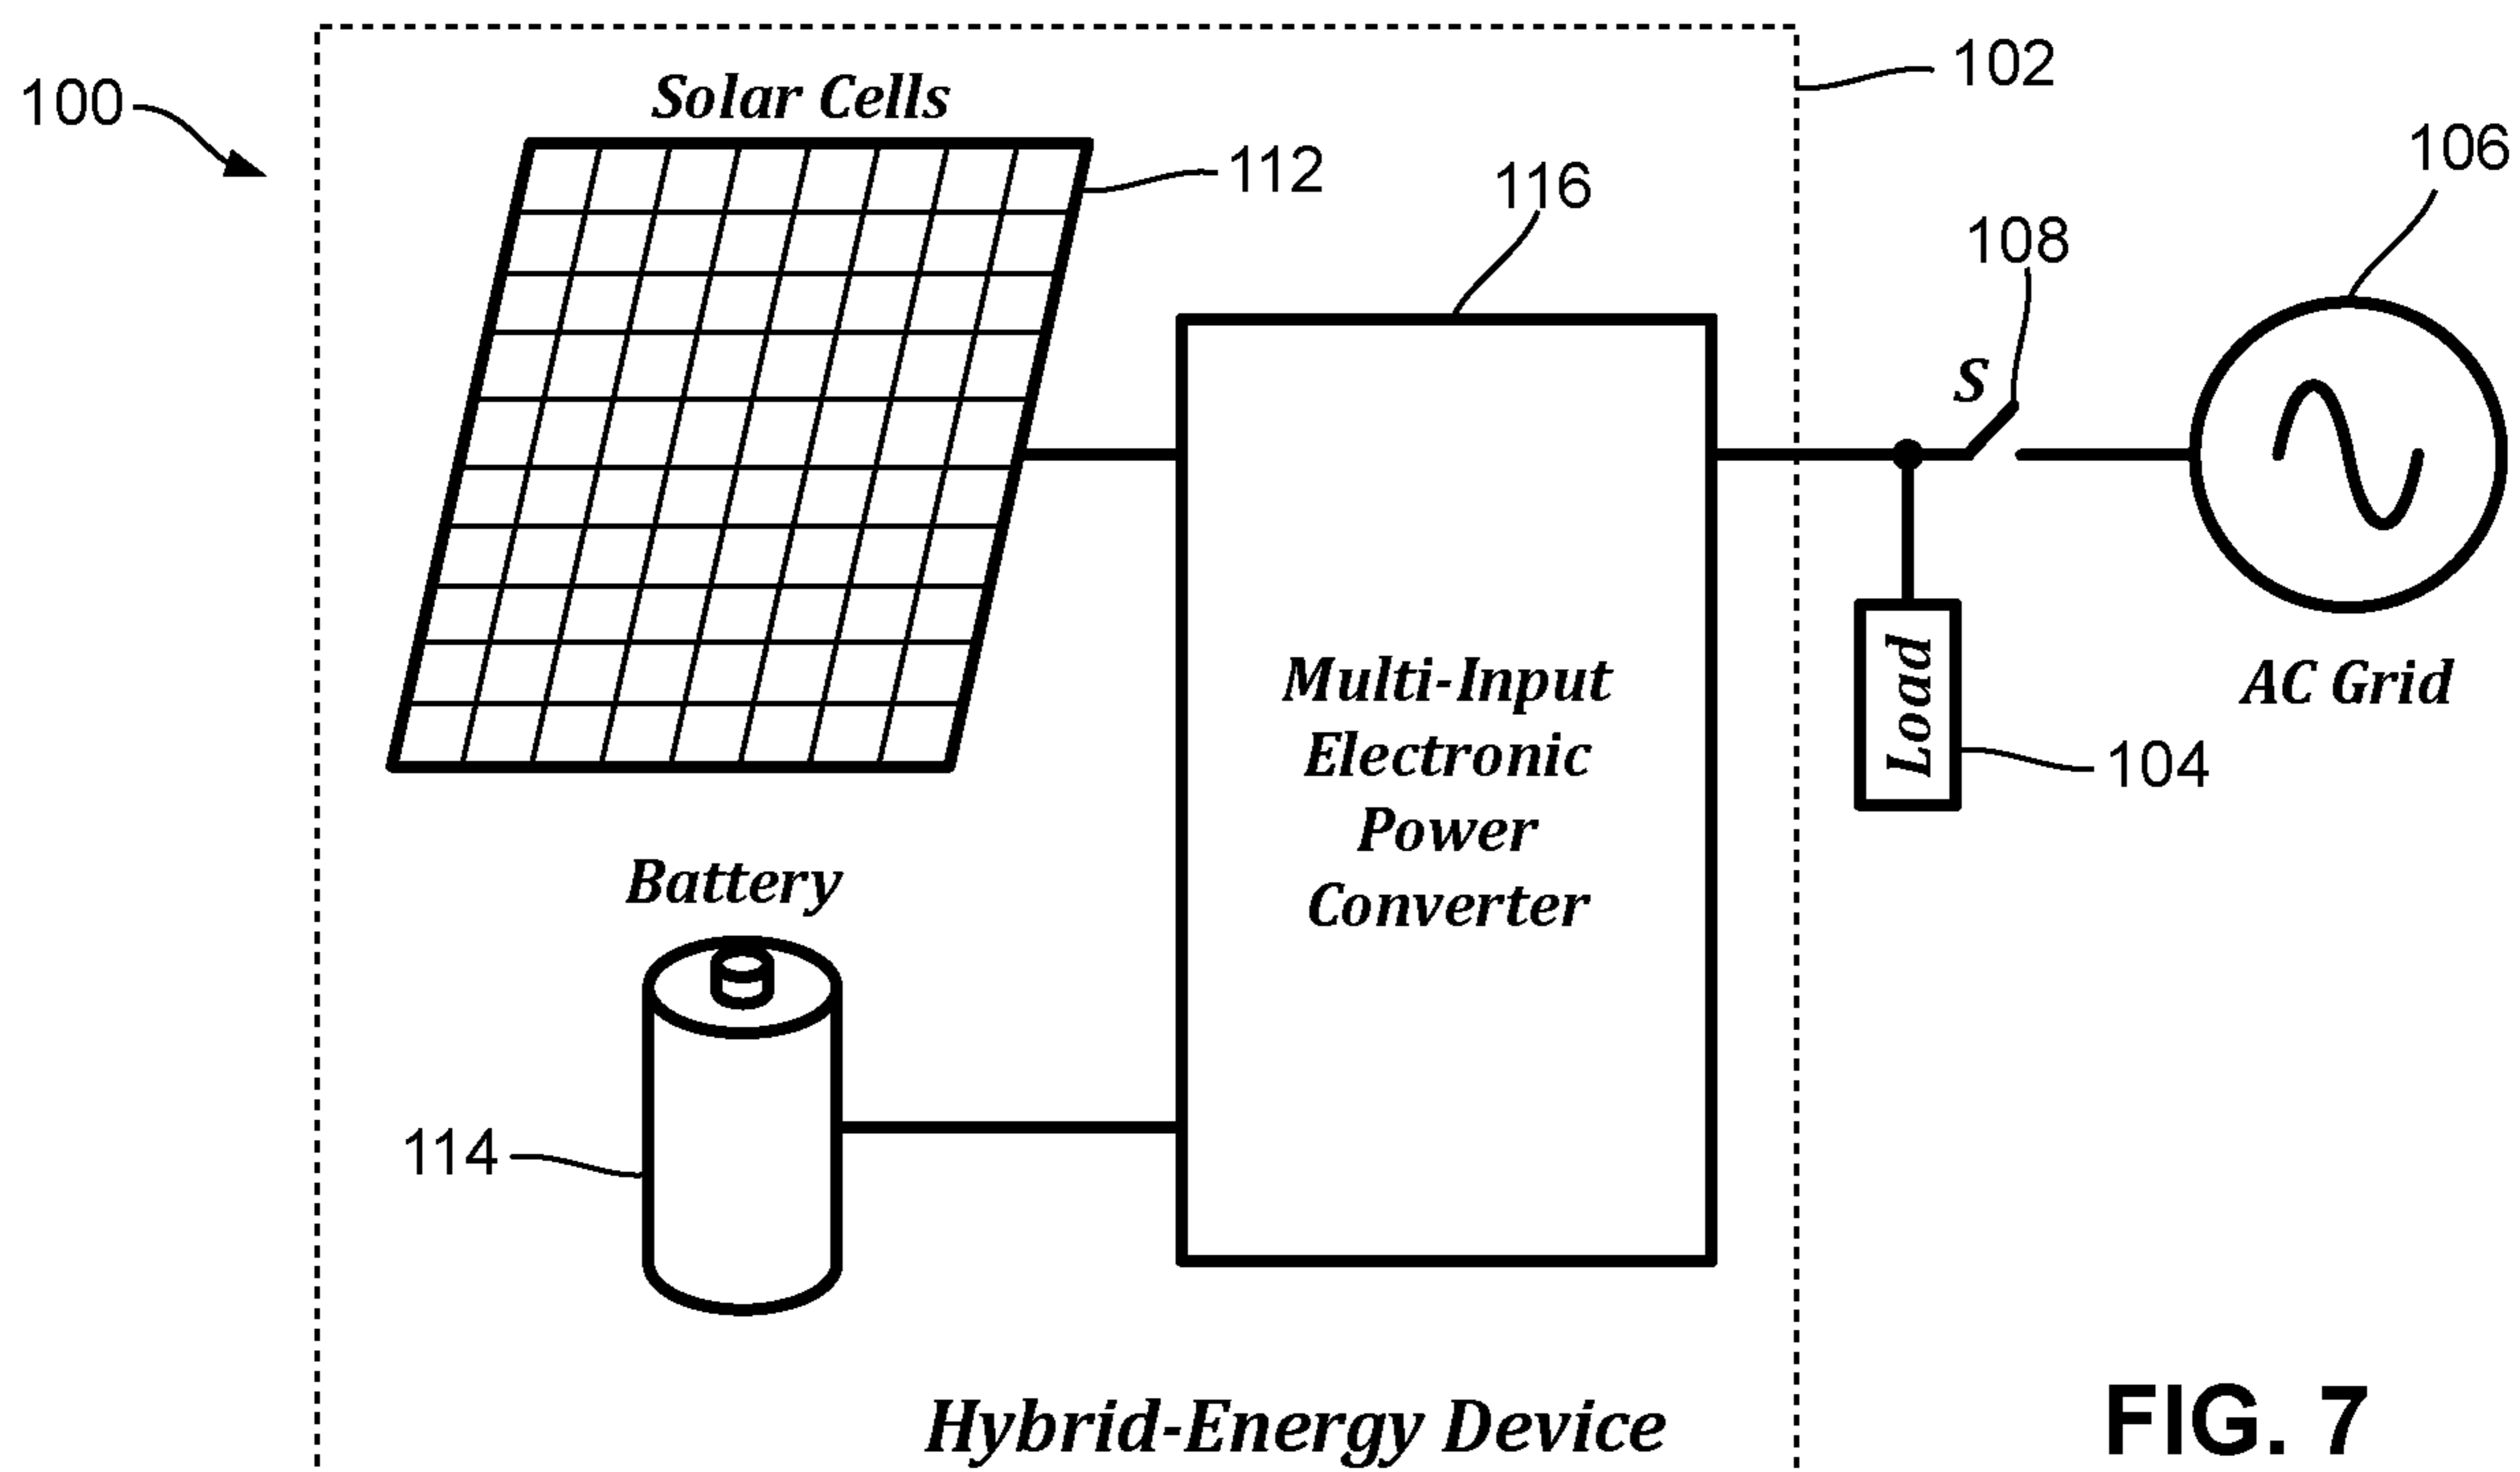 100
Solar Cells
102
112
116
106
108
S
Multi-Input
Electronic
Power
Converter
Load
AC Grid
104
Battery
114
Hybrid-Energy Device
FIG. 7